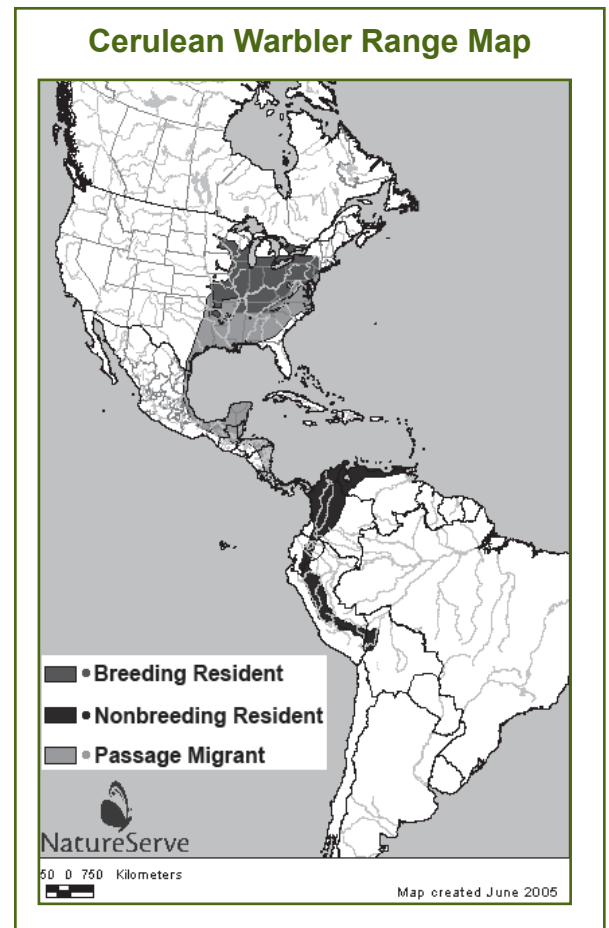 Cerulean Warbler Range Map
Breeding Resident
Nonbreeding Resident
Passage Migrant
NatureServe
50 0 750 Kilometers
Map created June 2005